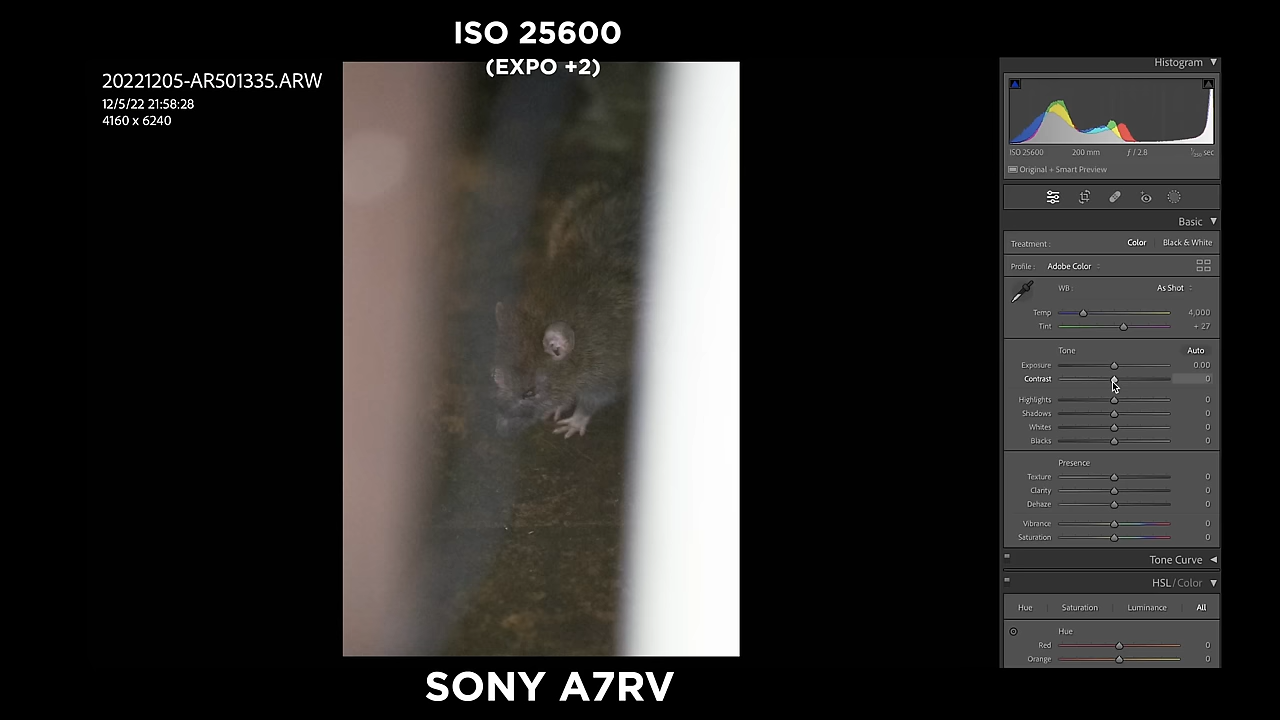 ISO 25600
(EXPO +2)
20221205-AR501335.ARW
12/5/22 21:58:28
4160 x 6240
Histogram
ISO 25600 200 mm ƒ / 2.8 sec
Original + Smart Preview
Basic
Treatment : Color Black & White
Profile : Adobe Color
WB : As Shot
Temp 4,000
Tint + 27
Tone Auto
Exposure 0.00
Contrast 0
Highlights 0
Shadows 0
Whites 0
Blacks 0
Presence
Texture 0
Clarity 0
Dehaze 0
Vibrance 0
Saturation 0
Tone Curve
HSL / Color
Hue Saturation Luminance All
Hue
Red 0
Orange 0
SONY A7RV